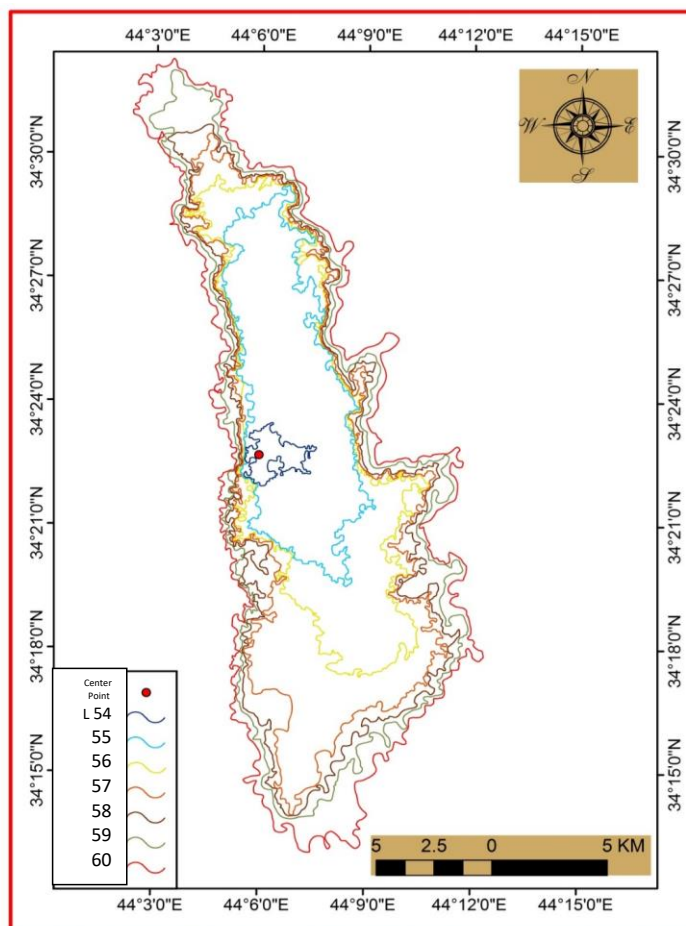 44°3'0"E 44°6'0"E 44°9'0"E 44°12'0"E 44°15'0"E
N
W E
S
34°30'0"N 34°30'0"N
34°27'0"N 34°27'0"N
34°24'0"N 34°24'0"N
34°21'0"N 34°21'0"N
34°18'0"N 34°18'0"N
34°15'0"N 34°15'0"N
Center
Point
L 54
55
56
57
58
59
60
5 2.5 0 5 KM
44°3'0"E 44°6'0"E 44°9'0"E 44°12'0"E 44°15'0"E